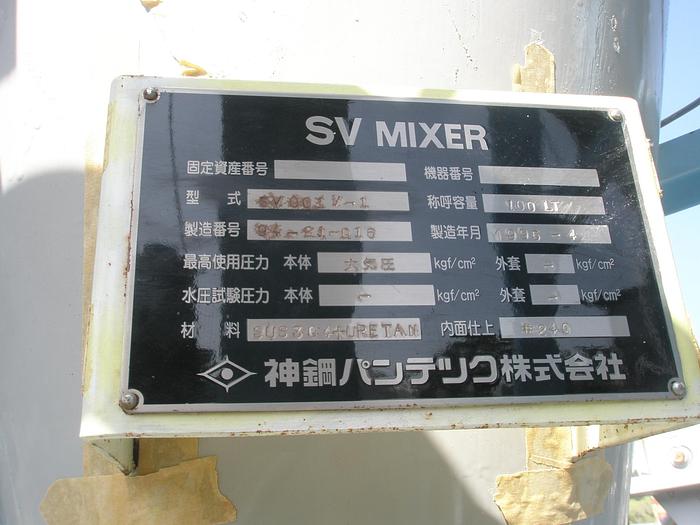 SV MIXER
固定資産番号 機器番号
型 式 称呼容量 100 LT
製造番号 製造年月 1995-4
最高使用圧力 本体 大気圧 kgf/cm² 外套 - kgf/cm²
水圧試験圧力 本体 - kgf/cm² 外套 - kgf/cm²
材 料 SUS304+URETAN 内面仕上 #240
神鋼パンテツク株式会社